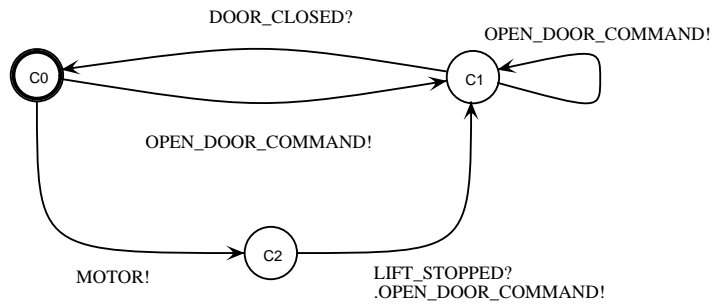 DOOR_CLOSED?
OPEN_DOOR_COMMAND!
C0
C1
OPEN_DOOR_COMMAND!
C2
MOTOR!
LIFT_STOPPED?
.OPEN_DOOR_COMMAND!